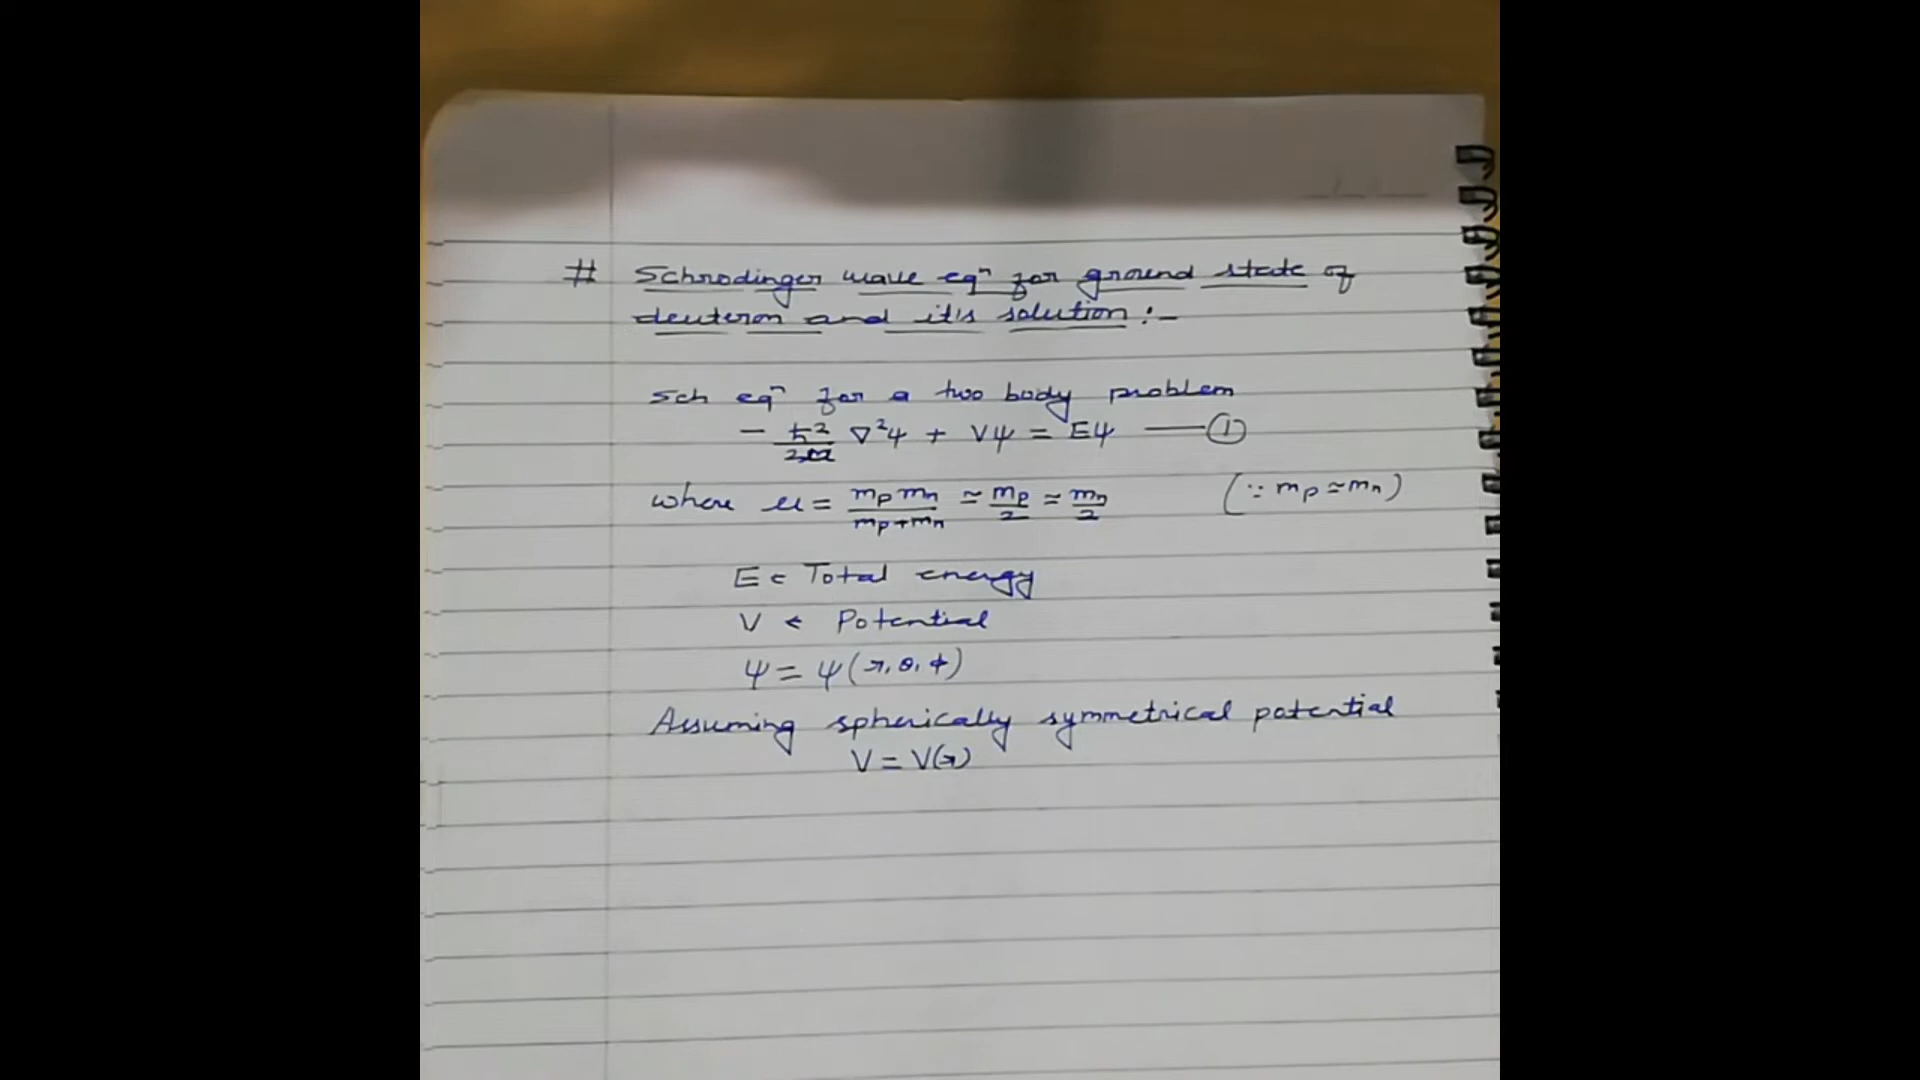 # Schrodinger wave eqⁿ for ground state of
deuteron and it's solution :-
Sch eqⁿ for a two body problem
- ħ²/2μ ∇²ψ + Vψ = Eψ —— ①
where μ = mₚmₙ/mₚ+mₙ ≃ mₚ/2 ≃ mₙ/2 (∵ mₚ ≃ mₙ)
E ← Total energy
V ← Potential
ψ = ψ(r, θ, ϕ)
Assuming spherically symmetrical potential
V = V(r)